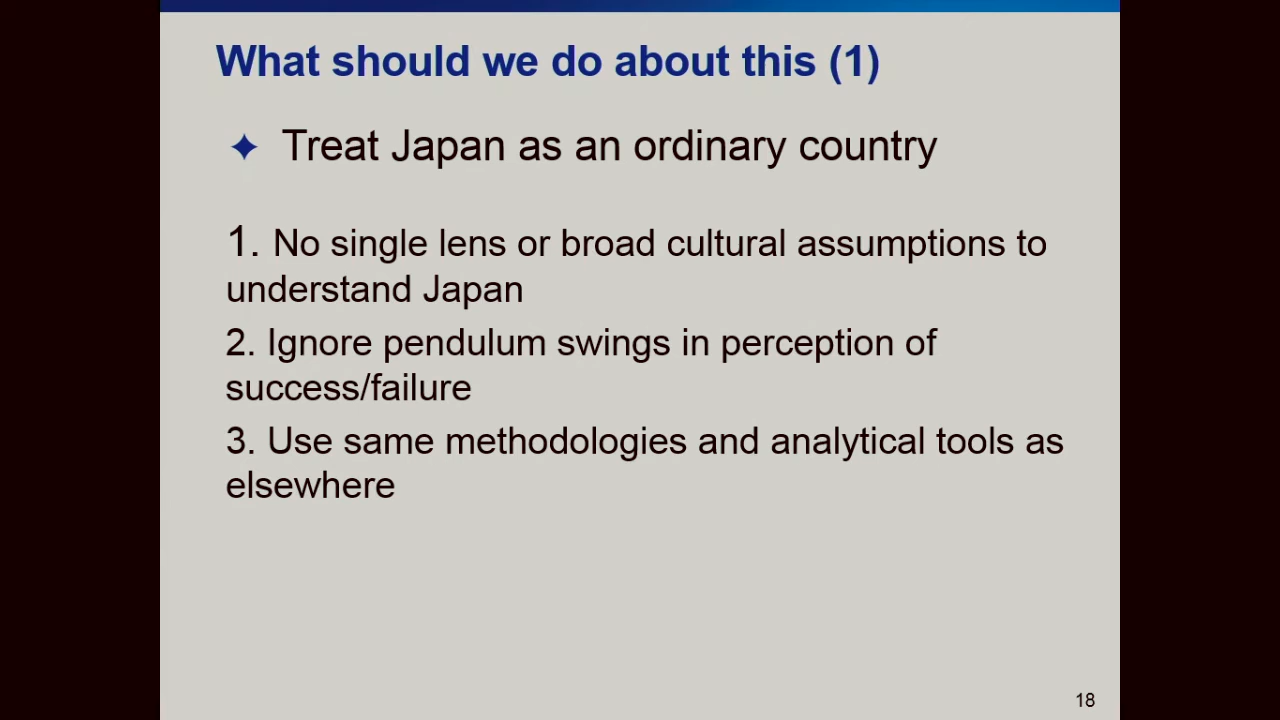 What should we do about this (1)
Treat Japan as an ordinary country
1. No single lens or broad cultural assumptions to
understand Japan
2. Ignore pendulum swings in perception of
success/failure
3. Use same methodologies and analytical tools as
elsewhere
18